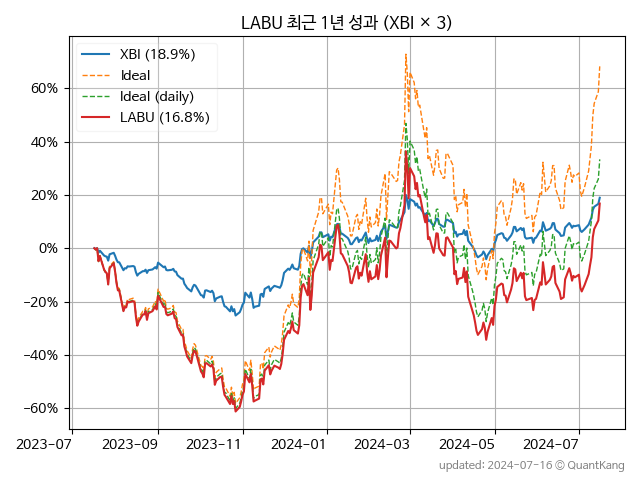 LABU 최근 1년 성과 (XBI × 3)
XBI (18.9%)
Ideal
Ideal (daily)
LABU (16.8%)
60%
40%
20%
0%
−20%
−40%
−60%
2023-07 2023-09 2023-11 2024-01 2024-03 2024-05 2024-07
updated: 2024-07-16 © QuantKang